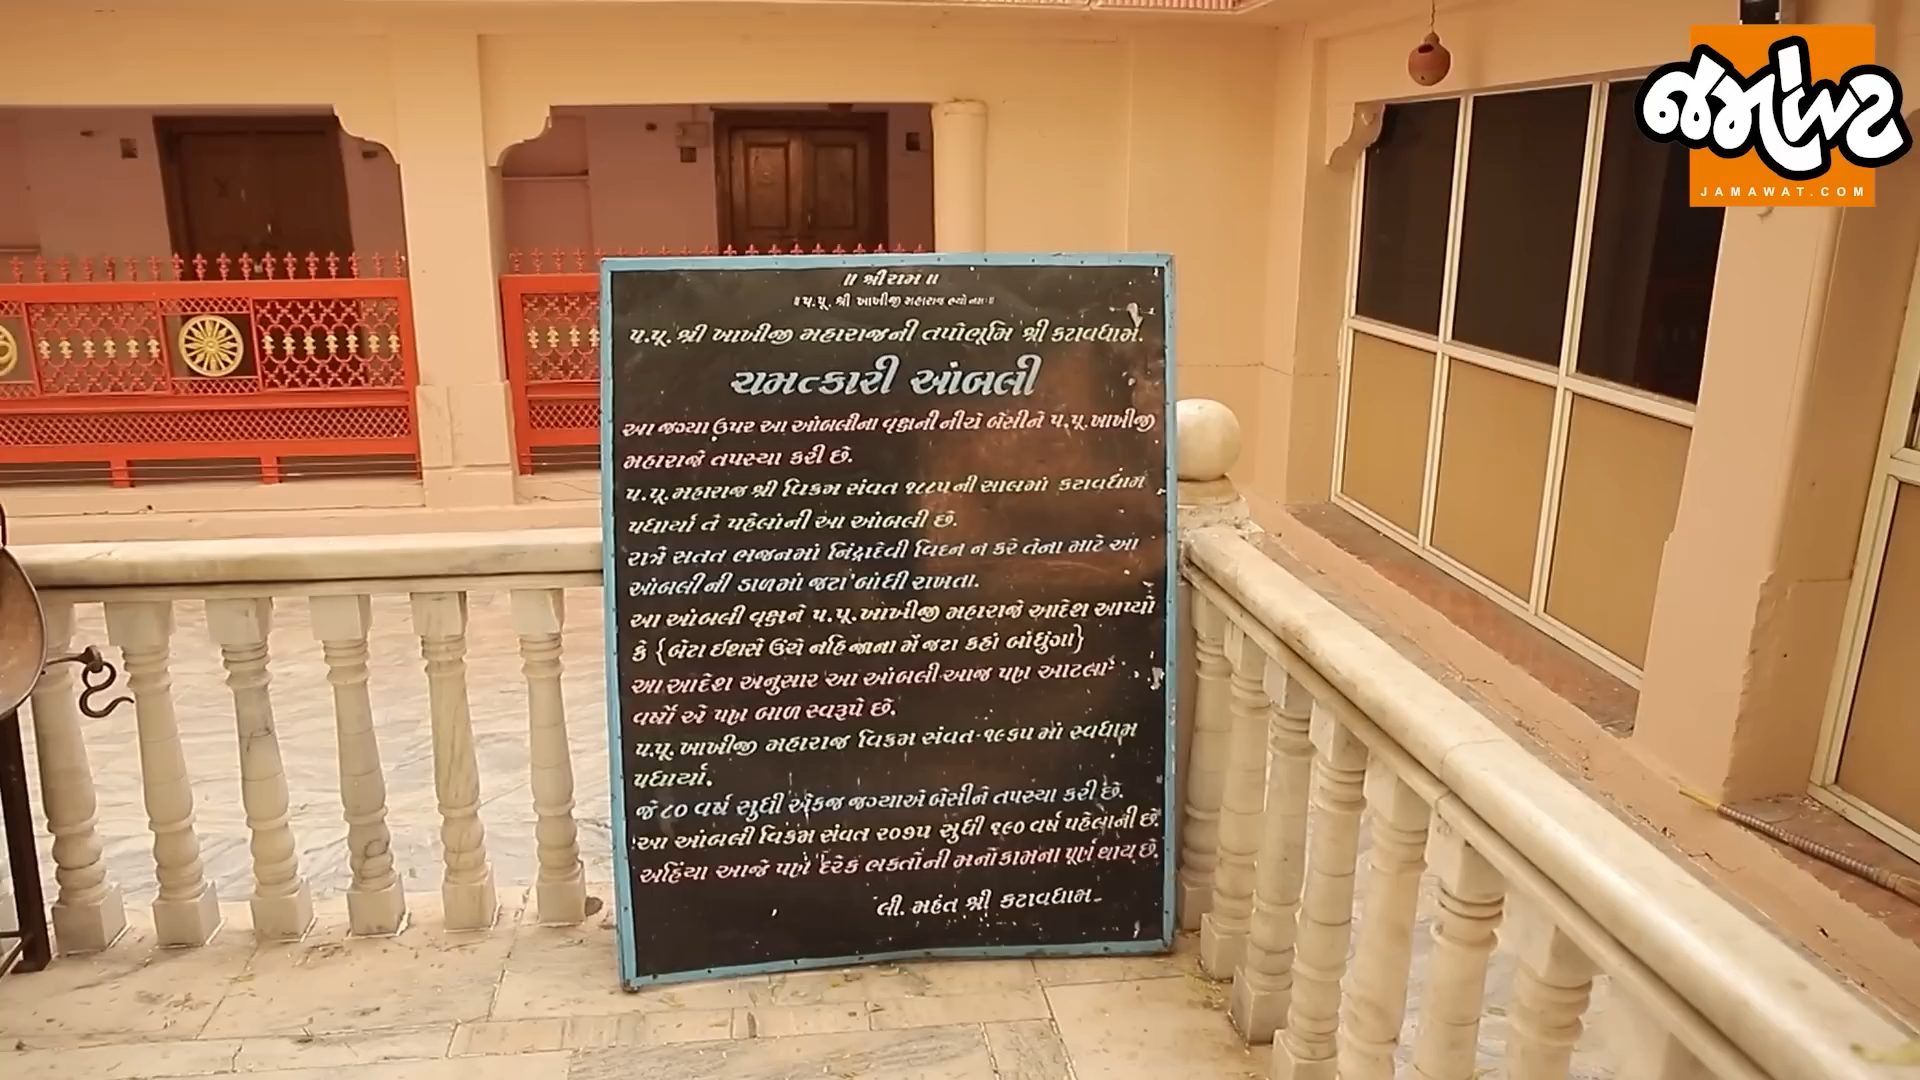 જમાવટ
JAMAWAT.COM
॥ શ્રીરામ ॥
॥ પ.પૂ. શ્રી ખાખીજી મહારાજ ભ્યો નમઃ ॥
પ.પૂ. શ્રી ખાખીજી મહારાજની તપોભૂમિ શ્રી કટાવધામ.
ચમત્કારી આંબલી
આ જગ્યા ઉપર આ આંબલીના વૃક્ષની નીચે બેસીને પ.પૂ. ખાખીજી
મહારાજે તપસ્યા કરી છે.
પ.પૂ. મહારાજ શ્રી વિક્રમ સંવત ૧૮૮૫ ની સાલમાં કટાવધામ
પધાર્યા તે પહેલાંની આ આંબલી છે.
રાત્રે સતત ભજનમાં નિંદ્રાદેવી વિઘ્ન ન કરે તેના માટે આ
આંબલી ની ડાળમાં જટા બાંધી રાખતા.
આ આંબલી વૃક્ષને પ.પૂ. ખાખીજી મહારાજે આદેશ આપ્યો
કે {બેટા ઈશસે ઉંચે નહિ જાના મેં જટા કહાં બાંધુંગા}
આ આદેશ અનુસાર આ આંબલી આજ પણ આટલા
વર્ષો એ પણ બાળ સ્વરૂપે છે.
પ.પૂ. ખાખીજી મહારાજ વિક્રમ સંવત-૧૯૬૫ માં સ્વધામ
પધાર્યા.
જે ૮૦ વર્ષ સુધી એકજ જગ્યાએ બેસીને તપસ્યા કરી છે.
આ આંબલી વિક્રમ સંવત ૨૦૭૫ સુધી ૧૯૦ વર્ષ પહેલાની છે.
અહિંયા આજે પણ દરેક ભક્તોની મનોકામના પૂર્ણ થાય છે.
લી. મહંત શ્રી કટાવધામ-